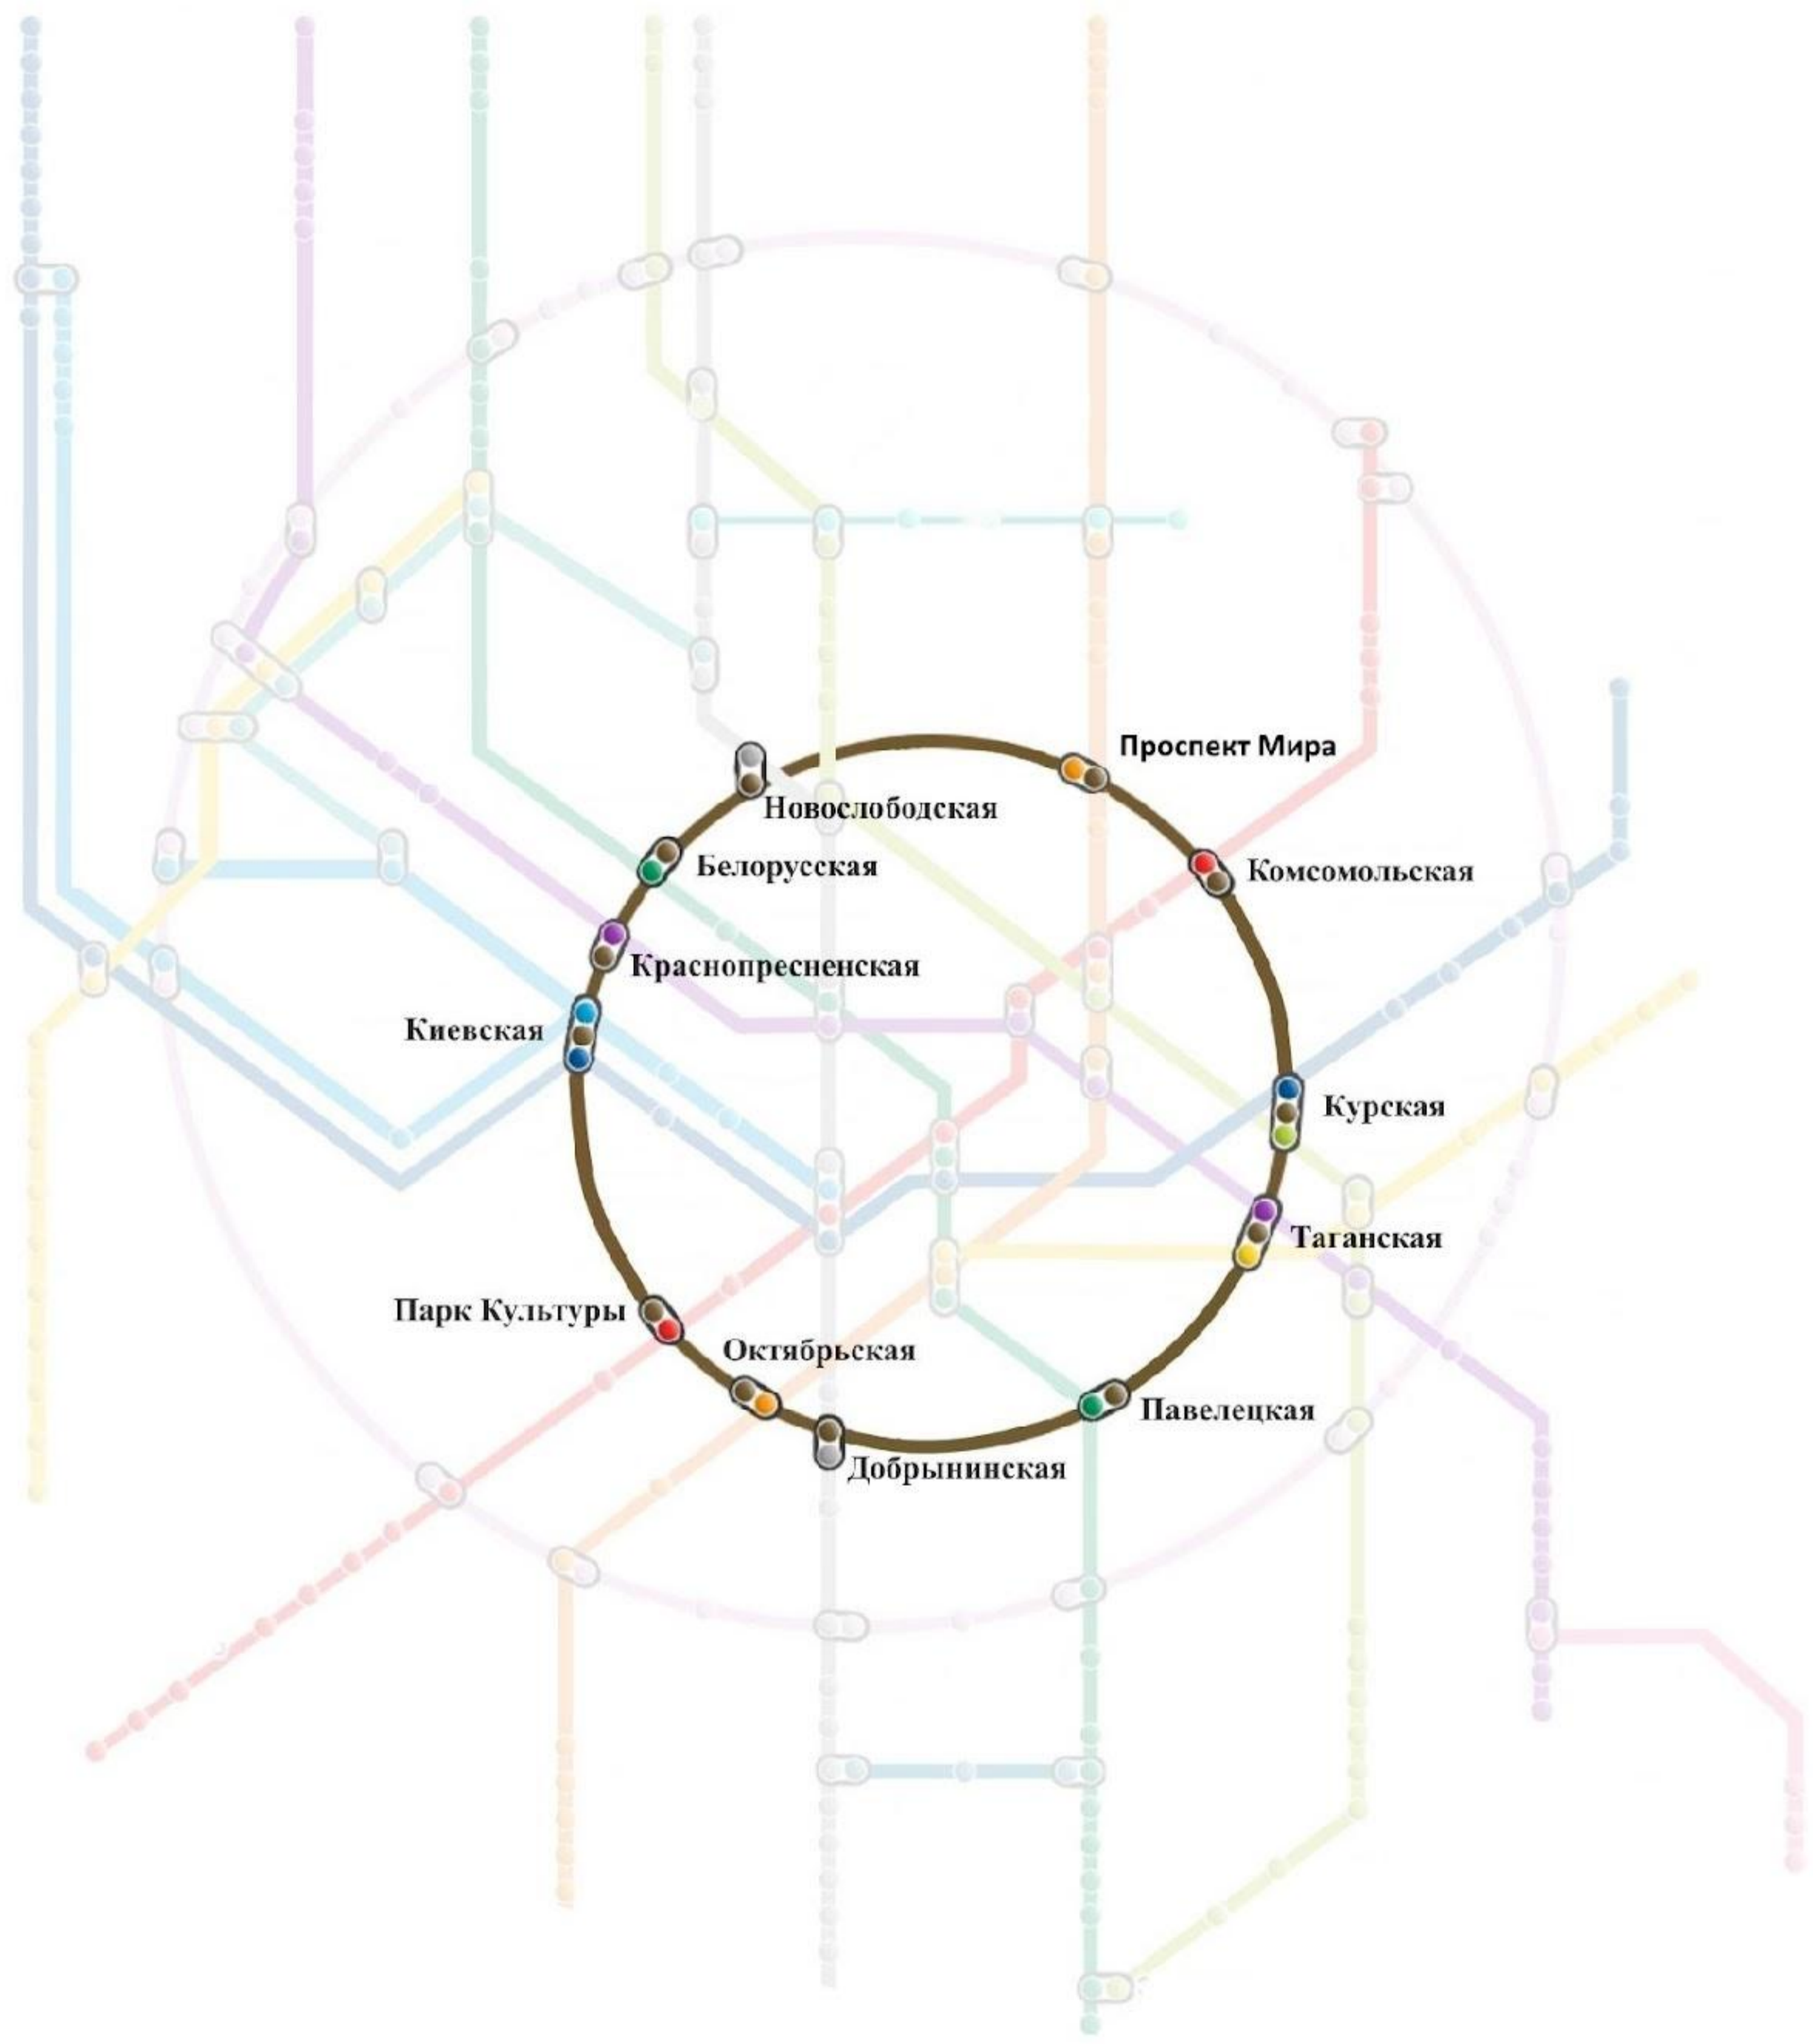 Проспект Мира
Новослободская
Белорусская
Комсомольская
Краснопресненская
Киевская
Курская
Таганская
Парк Культуры
Октябрьская
Павелецкая
Добрынинская